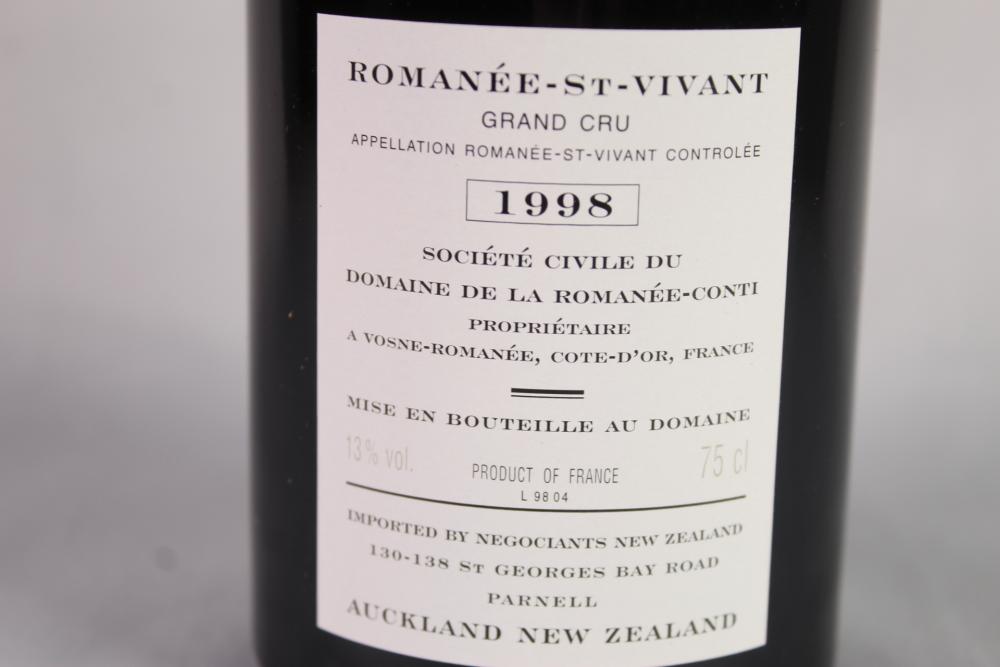 ROMANÉE-ST-VIVANT
GRAND CRU
APPELLATION ROMANÉE-ST-VIVANT CONTROLÉE
1998
SOCIÉTÉ CIVILE DU
DOMAINE DE LA ROMANÉE-CONTI
PROPRIÉTAIRE
A VOSNE-ROMANÉE, COTE-D'OR, FRANCE
MISE EN BOUTEILLE AU DOMAINE
13% vol. PRODUCT OF FRANCE 75 cl
L 98 04
IMPORTED BY NEGOCIANTS NEW ZEALAND
130-138 ST GEORGES BAY ROAD
PARNELL
AUCKLAND NEW ZEALAND